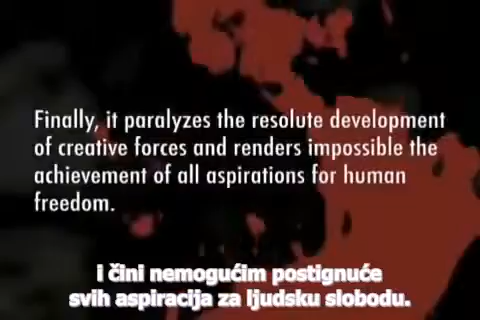 Finally, it paralyzes the resolute development
of creative forces and renders impossible the
achievement of all aspirations for human
freedom.
i čini nemogućim postignuće
svih aspiracija za ljudsku slobodu.